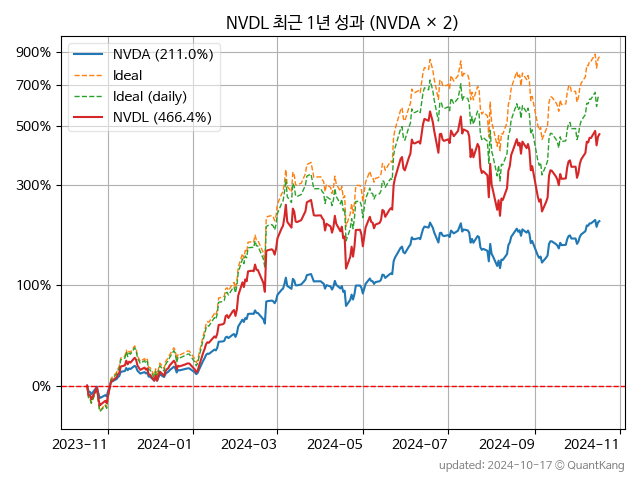 NVDL 최근 1년 성과 (NVDA × 2)
NVDA (211.0%)
Ideal
Ideal (daily)
NVDL (466.4%)
900%
700%
500%
300%
100%
0%
2023-11 2024-01 2024-03 2024-05 2024-07 2024-09 2024-11
updated: 2024-10-17 © QuantKang